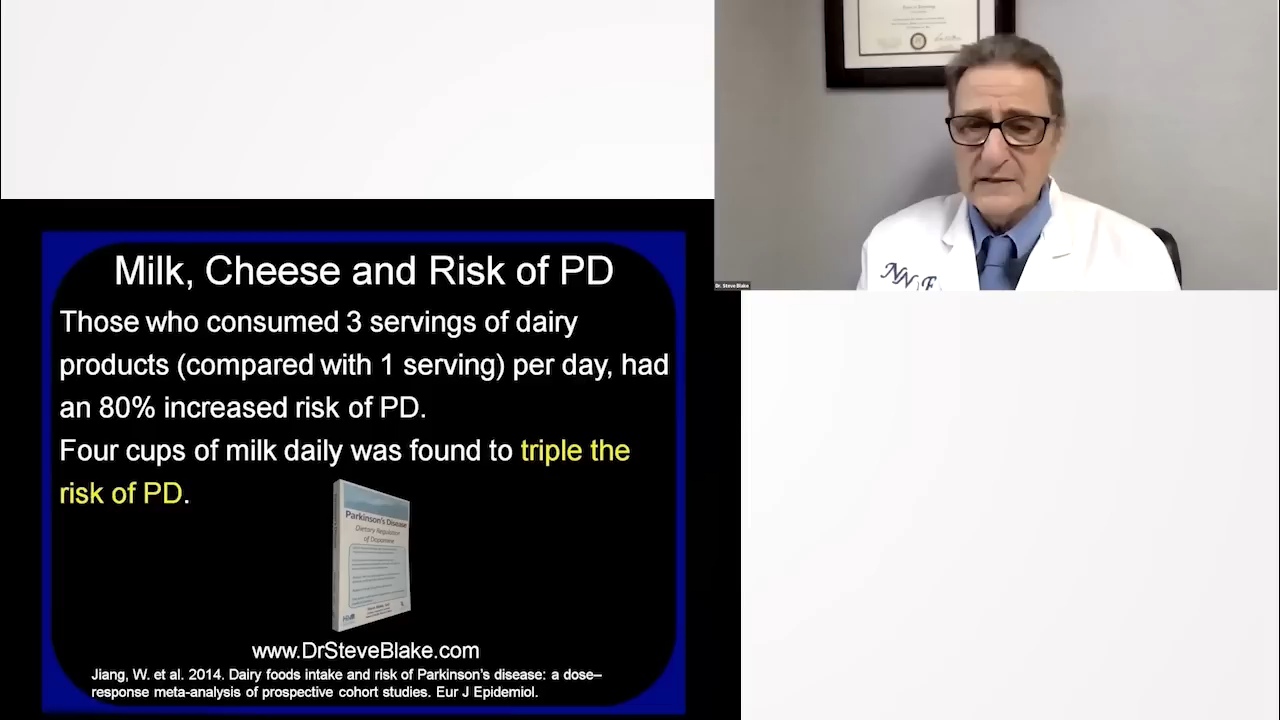 Dr. Steve Blake
Milk, Cheese and Risk of PD
Those who consumed 3 servings of dairy
products (compared with 1 serving) per day, had
an 80% increased risk of PD.
Four cups of milk daily was found to triple the
risk of PD.
Parkinson's Disease
Dietary Regulation
of Dopamine
www.DrSteveBlake.com
Jiang, W. et al. 2014. Dairy foods intake and risk of Parkinson's disease: a dose–
response meta-analysis of prospective cohort studies. Eur J Epidemiol.